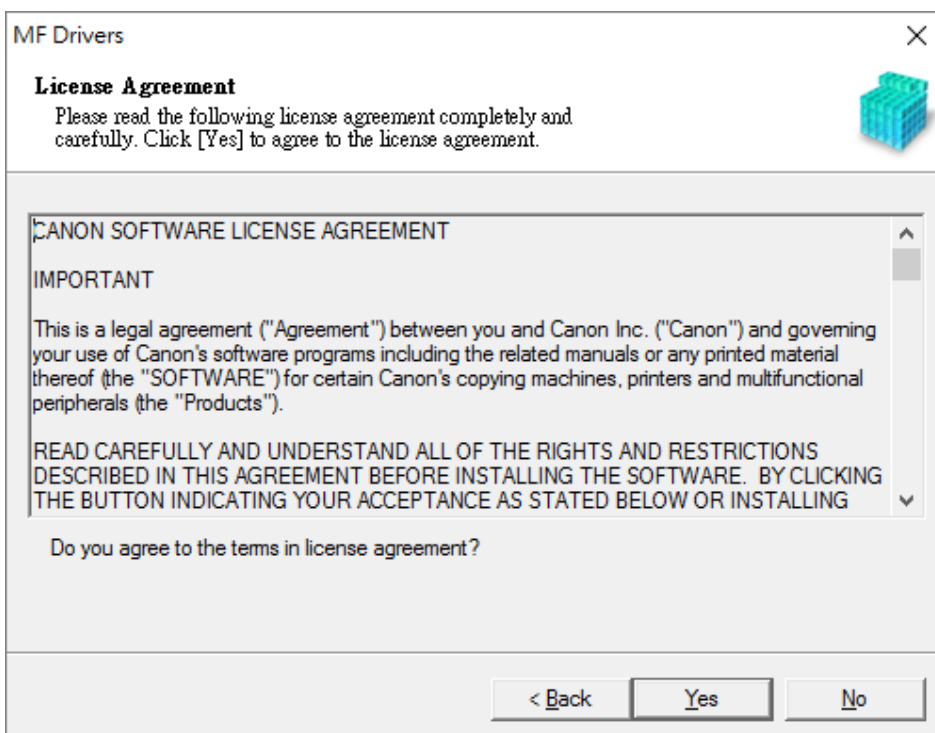 MF Drivers
License Agreement
Please read the following license agreement completely and
carefully. Click [Yes] to agree to the license agreement.
CANON SOFTWARE LICENSE AGREEMENT
IMPORTANT
This is a legal agreement ("Agreement") between you and Canon Inc. ("Canon") and governing
your use of Canon's software programs including the related manuals or any printed material
thereof (the "SOFTWARE") for certain Canon's copying machines, printers and multifunctional
peripherals (the "Products").
READ CAREFULLY AND UNDERSTAND ALL OF THE RIGHTS AND RESTRICTIONS
DESCRIBED IN THIS AGREEMENT BEFORE INSTALLING THE SOFTWARE.  BY CLICKING
THE BUTTON INDICATING YOUR ACCEPTANCE AS STATED BELOW OR INSTALLING
Do you agree to the terms in license agreement?
< Back
Yes
No